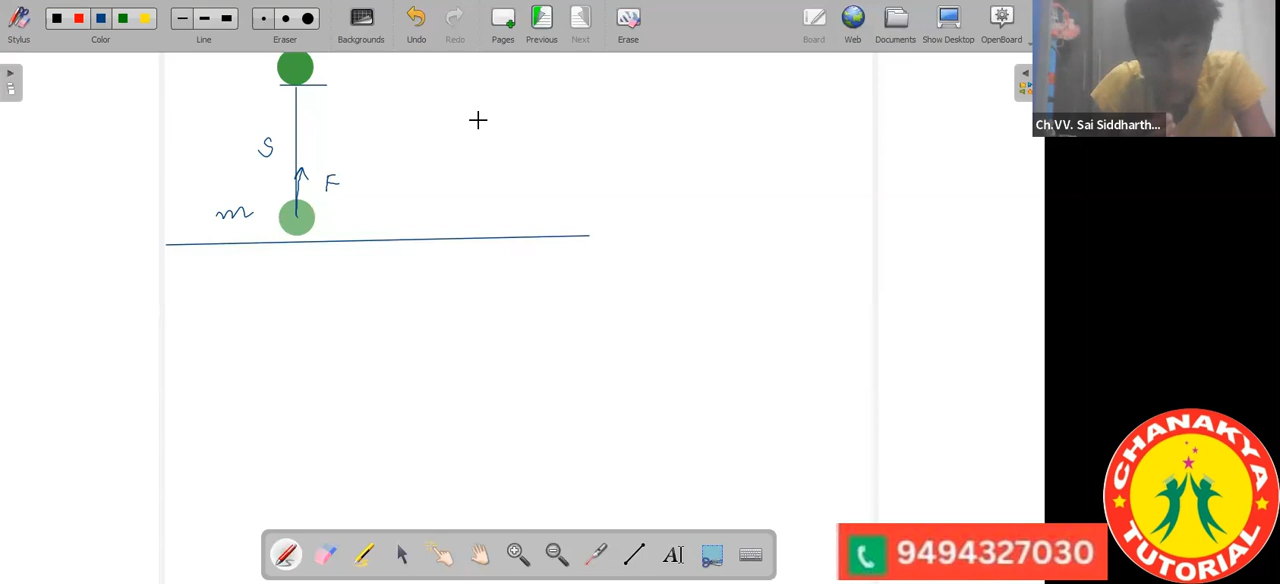 Stylus
Color
Line
Eraser
Backgrounds
Undo
Redo
Pages
Previous
Next
Erase
Board
Web
Documents
Show Desktop
OpenBoard
Ch.VV. Sai Siddharth...
S
F
m
A
CHANAKYA
TUTORIAL
9494327030